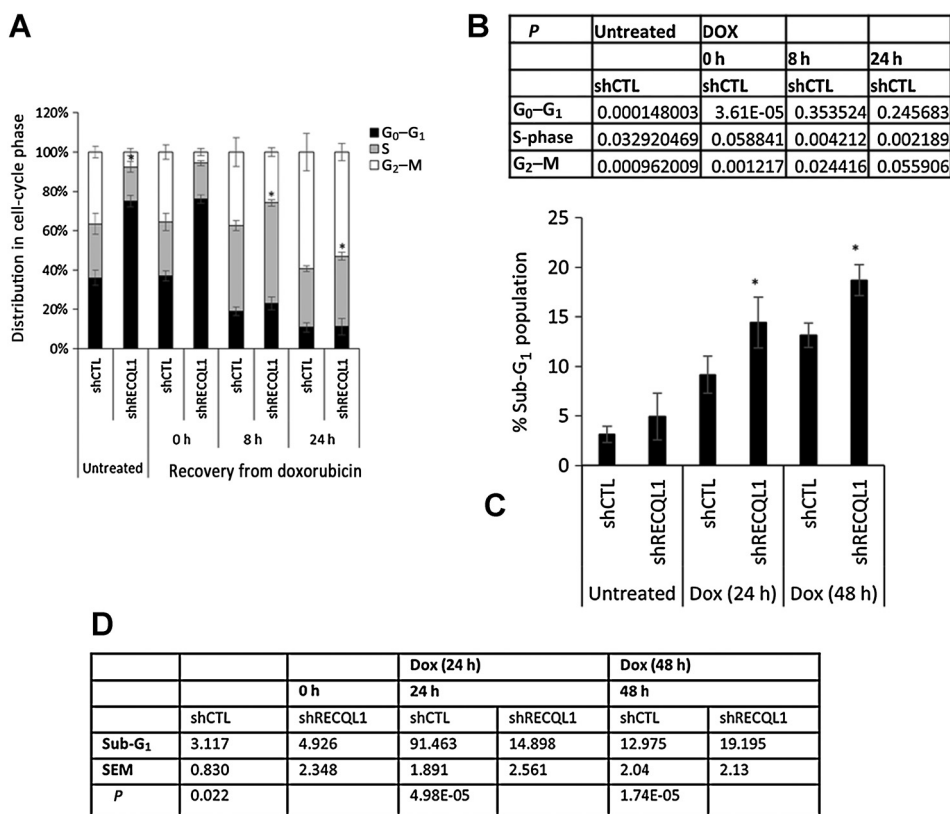 A
120%
100%
80%
60%
40%
20%
0%
Distribution in cell-cycle phase
G₀–G₁
S
G₂–M
*
*
*
shCTL
shRECQL1
shCTL
shRECQL1
shCTL
shRECQL1
shCTL
shRECQL1
0 h 8 h 24 h
Untreated Recovery from doxorubicin
B
P Untreated DOX
0 h 8 h 24 h
shCTL shCTL shCTL shCTL
G₀–G₁ 0.000148003 3.61E-05 0.353524 0.245683
S-phase 0.032920469 0.058841 0.004212 0.002189
G₂–M 0.000962009 0.001217 0.024416 0.055906
C
25
20
15
10
5
0
% Sub-G₁ population
*
*
shCTL
shRECQL1
shCTL
shRECQL1
shCTL
shRECQL1
Untreated Dox (24 h) Dox (48 h)
D
Dox (24 h) Dox (48 h)
0 h 24 h 48 h
shCTL shRECQL1 shCTL shRECQL1 shCTL shRECQL1
Sub-G₁ 3.117 4.926 91.463 14.898 12.975 19.195
SEM 0.830 2.348 1.891 2.561 2.04 2.13
P 0.022 4.98E-05 1.74E-05